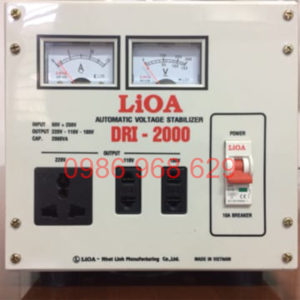 A
V
LiOA
AUTOMATIC VOLTAGE STABILIZER
DRI - 2000
INPUT 90V ~ 250V
OUTPUT 220V - 110V - 100V
CAP. 2000VA
POWER
LiOA
0986 968 629
220V
OUTPUT
110V
10A BREAKER
LiOA - Nhat Linh Manufacturing Co.,Ltd.
MADE IN VIETNAM